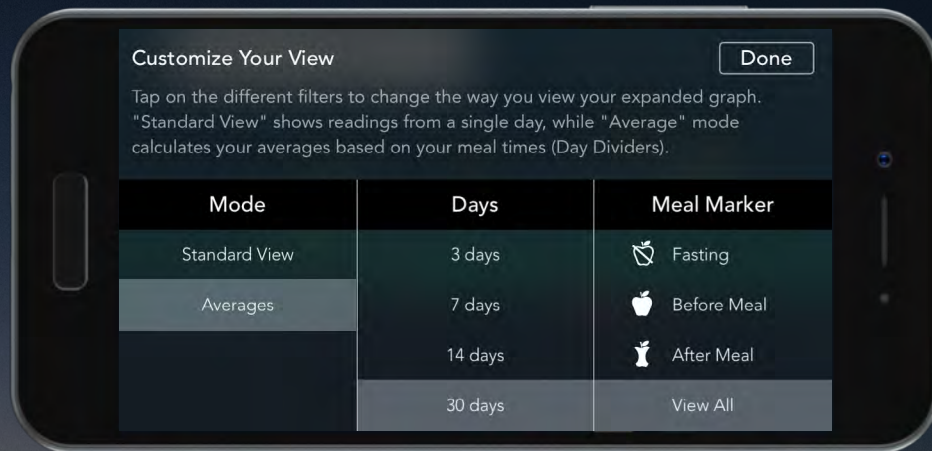 Customize Your View
Done
Tap on the different filters to change the way you view your expanded graph.
"Standard View" shows readings from a single day, while "Average" mode
calculates your averages based on your meal times (Day Dividers).
Mode Days Meal Marker
Standard View 3 days Fasting
Averages 7 days Before Meal
14 days After Meal
30 days View All